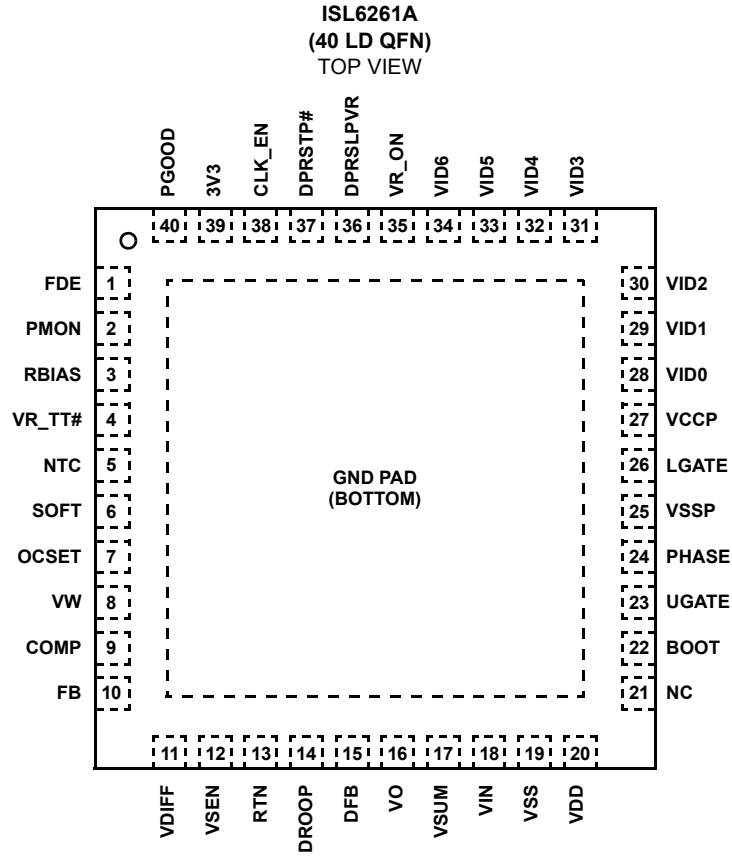 ISL6261A
(40 LD QFN)
TOP VIEW
PGOOD
3V3
CLK_EN
DPRSTP#
DPRSLPVR
VR_ON
VID6
VID5
VID4
VID3
40 39 38 37 36 35 34 33 32 31
FDE 1 30 VID2
PMON 2 29 VID1
RBIAS 3 28 VID0
VR_TT# 4 27 VCCP
NTC 5 26 LGATE
SOFT 6 25 VSSP
OCSET 7 24 PHASE
VW 8 23 UGATE
COMP 9 22 BOOT
FB 10 21 NC
GND PAD
(BOTTOM)
11 12 13 14 15 16 17 18 19 20
VDIFF
VSEN
RTN
DROOP
DFB
VO
VSUM
VIN
VSS
VDD